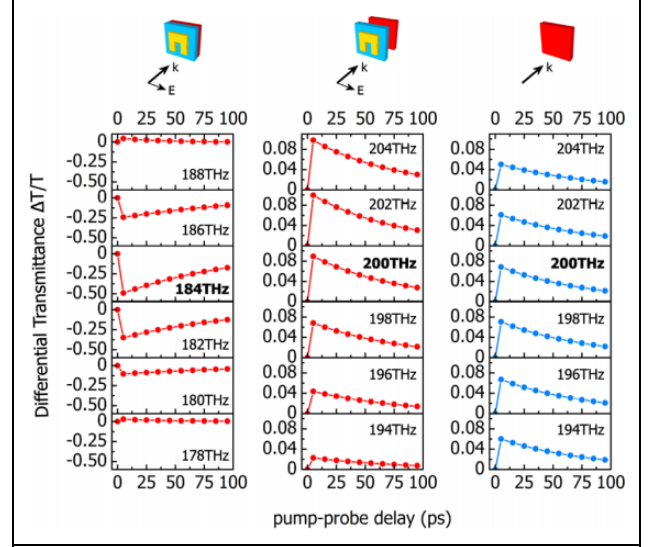 k
E
k
E
k
0 25 50 75 100
0 25 50 75 100
0 25 50 75 100
Differential Transmittance ΔT/T
0
-0.25
-0.50
188THz
0
-0.25
-0.50
186THz
0
-0.25
-0.50
184THz
0
-0.25
-0.50
182THz
0
-0.25
-0.50
180THz
0
-0.25
-0.50
178THz
0.08
0.04
0
204THz
0.08
0.04
0
202THz
0.08
0.04
0
200THz
0.08
0.04
0
198THz
0.08
0.04
0
196THz
0.08
0.04
0
194THz
0.08
0.04
0
204THz
0.08
0.04
0
202THz
0.08
0.04
0
200THz
0.08
0.04
0
198THz
0.08
0.04
0
196THz
0.08
0.04
0
194THz
0 25 50 75 100
0 25 50 75 100
0 25 50 75 100
pump-probe delay (ps)